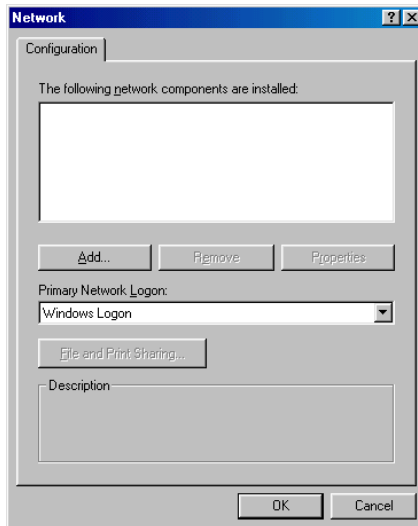 Network
Configuration
The following network components are installed:
Add...
Remove
Properties
Primary Network Logon:
Windows Logon
File and Print Sharing...
Description
OK
Cancel